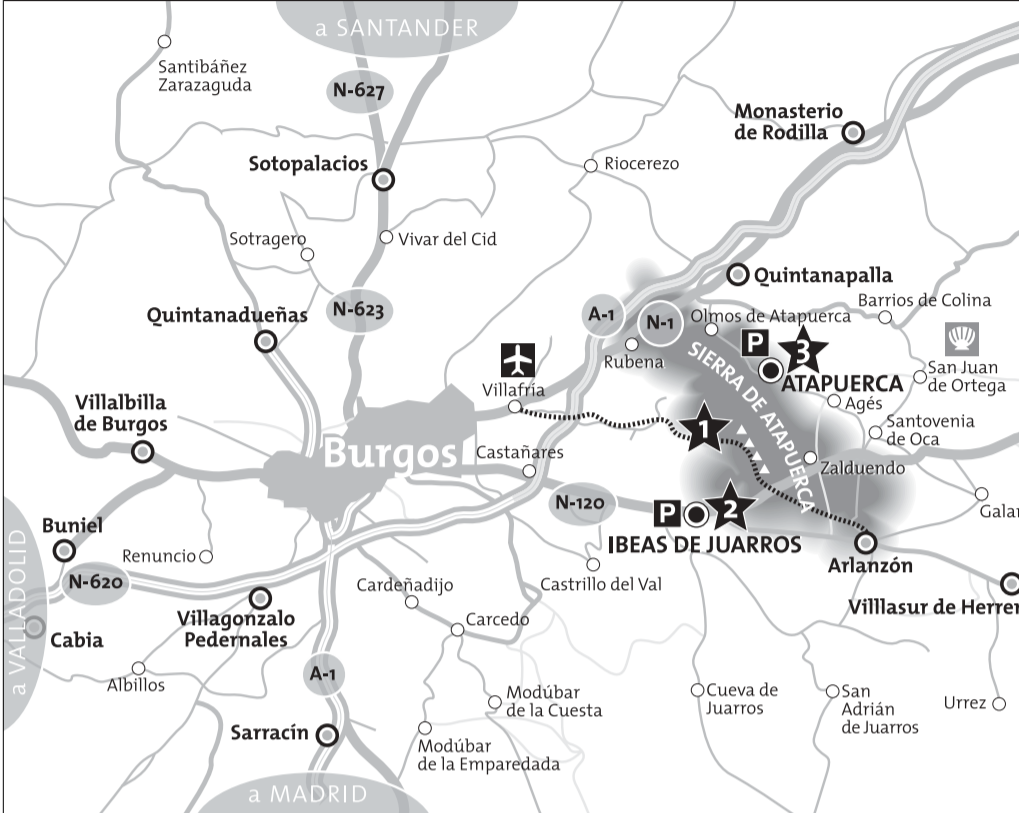 a SANTANDER
Santibáñez
Zarazaguda
N-627
Monasterio
de Rodilla
Sotopalacios
Riocerezo
Sotragero
Vivar del Cid
Quintanapalla
Barrios de Colina
Quintanadueñas
N-623
A-1
N-1
Olmos de Atapuerca
P
3
Rubena
SIERRA DE ATAPUERCA
San Juan
de Ortega
ATAPUERCA
Villafría
Agés
Villalbilla
de Burgos
1
Santovenia
de Oca
Burgos
Castañares
Zalduendo
N-120
P
2
Galar
Buniel
IBEAS DE JUARROS
Renuncio
Arlanzón
N-620
Cardeñadijo
Castrillo del Val
a VALLADOLID
Villagonzalo
Pedernales
Villlasur de Herrer
Cabia
Carcedo
Albillos
A-1
Modúbar
de la Cuesta
Cueva de
Juarros
San
Adrián
de Juarros
Urrez
Sarracín
Modúbar
de la Emparedada
a MADRID